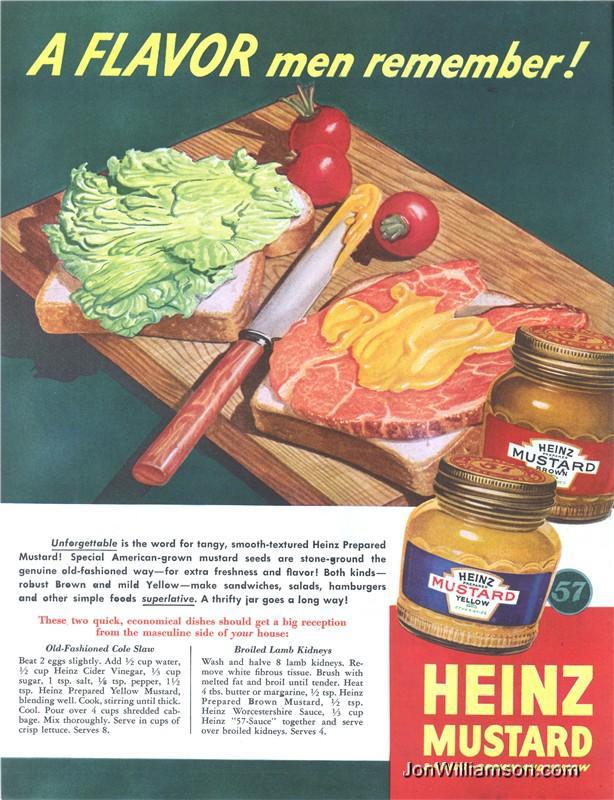 A FLAVOR men remember!
HEINZ
PREPARED
MUSTARD
BROWN
57
HEINZ
PREPARED
MUSTARD
YELLOW
57
Unforgettable is the word for tangy, smooth-textured Heinz Prepared
Mustard! Special American-grown mustard seeds are stone-ground the
genuine old-fashioned way—for extra freshness and flavor! Both kinds—
robust Brown and mild Yellow—make sandwiches, salads, hamburgers
and other simple foods superlative. A thrifty jar goes a long way!
These two quick, economical dishes should get a big reception
from the masculine side of your house:
Old-Fashioned Cole Slaw
Beat 2 eggs slightly. Add ½ cup water,
½ cup Heinz Cider Vinegar, ⅓ cup
sugar, 1 tsp. salt, ⅛ tsp. pepper, 1½
tsp. Heinz Prepared Yellow Mustard,
blending well. Cook, stirring until thick.
Cool. Pour over 4 cups shredded cab-
bage. Mix thoroughly. Serve in cups of
crisp lettuce. Serves 8.
Broiled Lamb Kidneys
Wash and halve 8 lamb kidneys. Re-
move white fibrous tissue. Brush with
melted fat and broil until tender. Heat
4 tbs. butter or margarine, ½ tsp. Heinz
Prepared Brown Mustard, ½ tsp.
Heinz Worcestershire Sauce, ⅓ cup
Heinz "57-Sauce" together and serve
over broiled kidneys. Serves 4.
HEINZ
MUSTARD
JonWilliamson.com